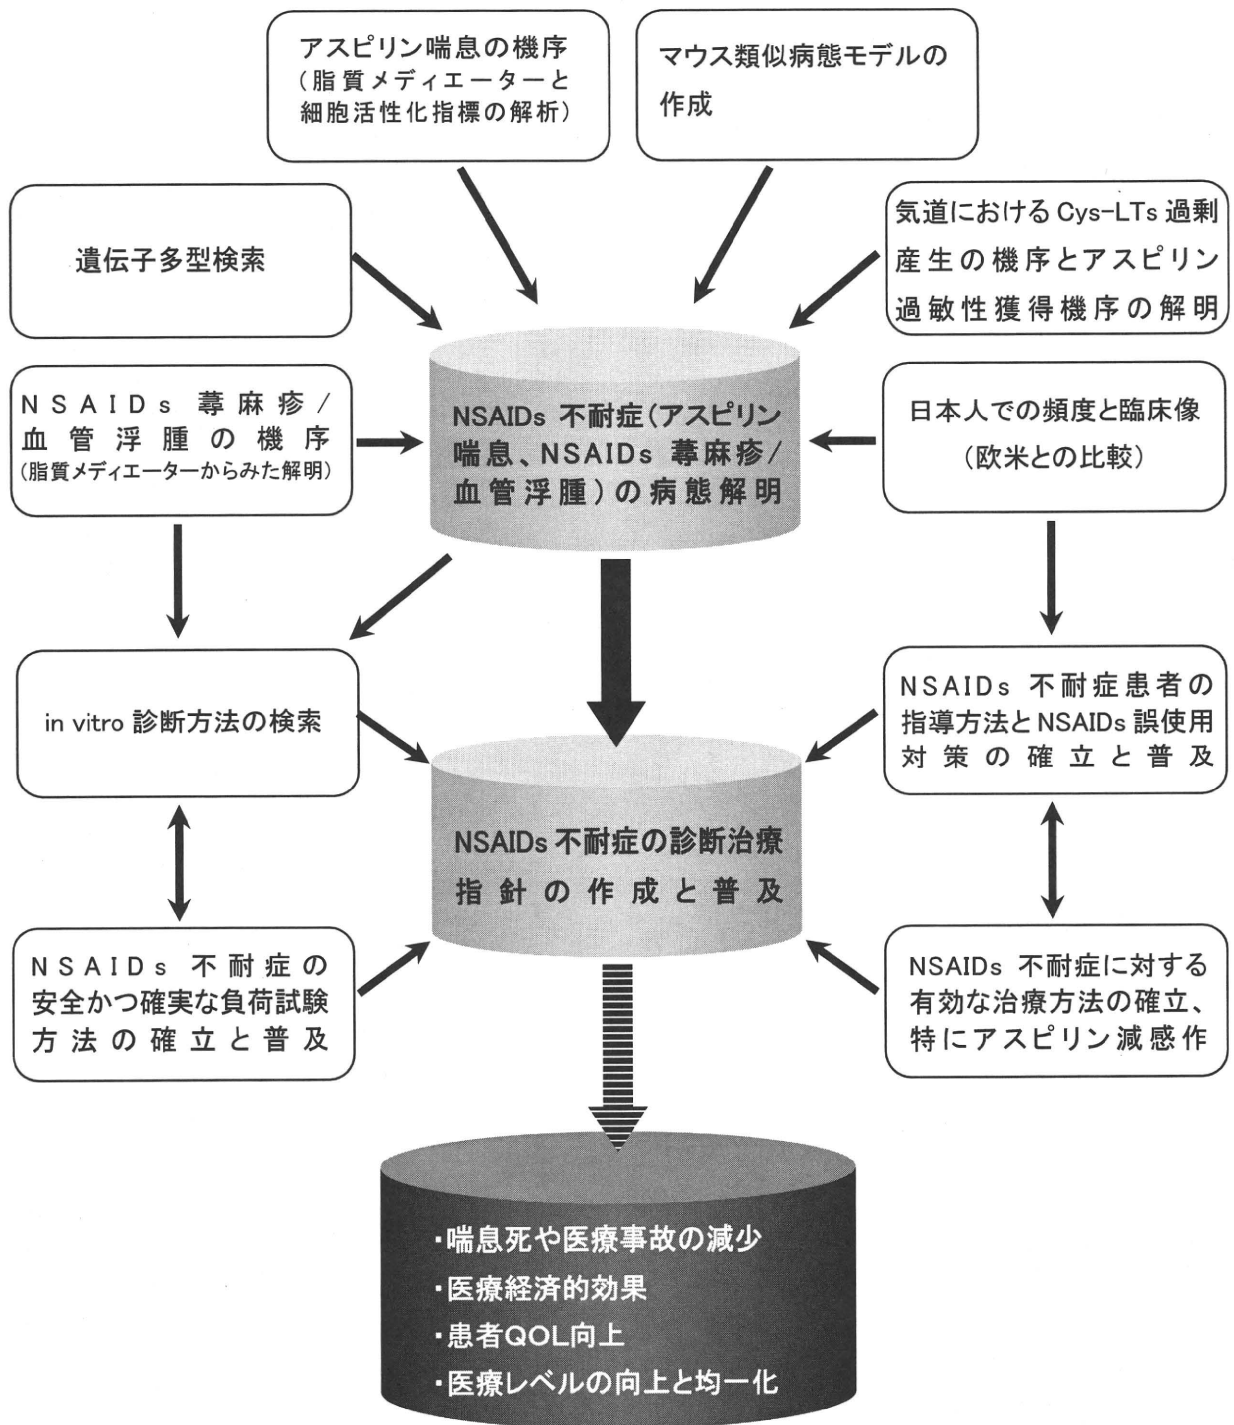 アスピリン喘息の機序
（脂質メディエーターと
細胞活性化指標の解析）
マウス類似病態モデルの
作成
遺伝子多型検索
気道におけるCys-LTs過剰
産生の機序とアスピリン
過敏性獲得機序の解明
NSAIDs 蕁麻疹/
血管浮腫の機序
（脂質メディエーターからみた解明）
NSAIDs 不耐症（アスピリン
喘息、NSAIDs 蕁麻疹/
血管浮腫）の病態解明
日本人での頻度と臨床像
（欧米との比較）
in vitro 診断方法の検索
NSAIDs 不耐症患者の
指導方法とNSAIDs誤使用
対策の確立と普及
NSAIDs 不耐症の診断治療
指針の作成と普及
NSAIDs 不耐症の
安全かつ確実な負荷試験
方法の確立と普及
NSAIDs 不耐症に対する
有効な治療方法の確立、
特にアスピリン減感作
・喘息死や医療事故の減少
・医療経済的効果
・患者QOL向上
・医療レベルの向上と均一化